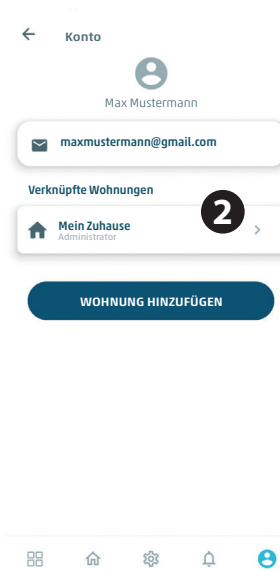 Konto
Max Mustermann
maxmustermann@gmail.com
Verknüpfte Wohnungen
2
Mein Zuhause
Administrator
WOHNUNG HINZUFÜGEN